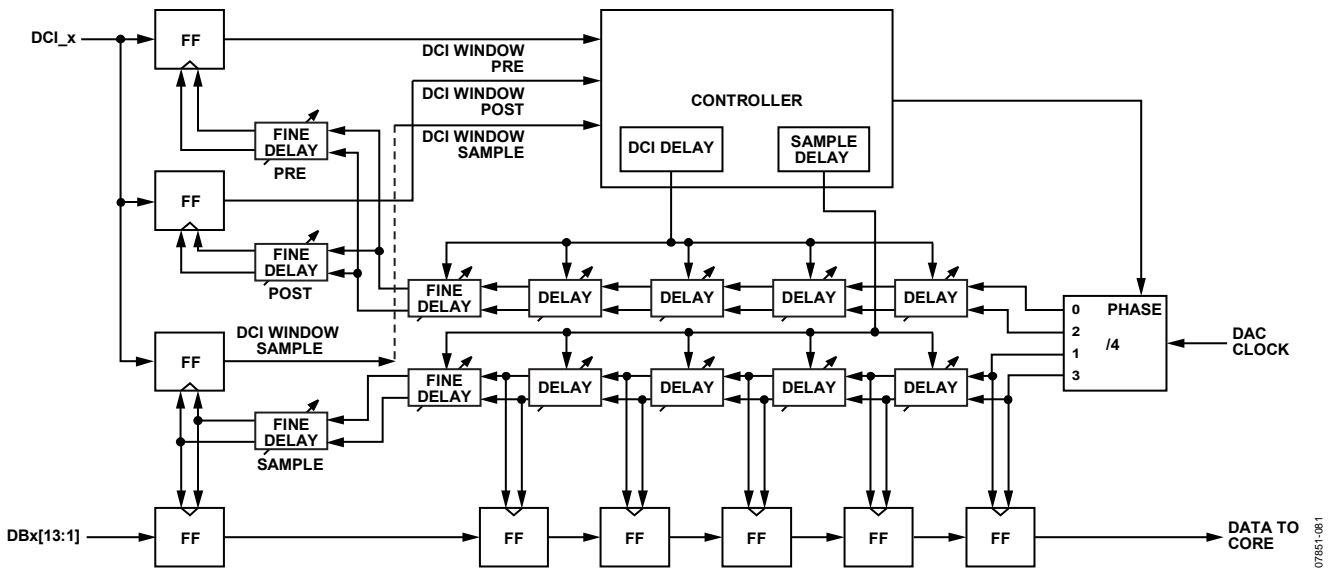 DCI_x
FF
DCI WINDOW
PRE
DCI WINDOW
POST
DCI WINDOW
SAMPLE
CONTROLLER
DCI DELAY
SAMPLE
DELAY
FINE
DELAY
PRE
FF
FINE
DELAY
POST
FINE
DELAY
DELAY
DELAY
DELAY
DELAY
0
2
1
3
PHASE
/4
DAC
CLOCK
DCI WINDOW
SAMPLE
FF
FINE
DELAY
DELAY
DELAY
DELAY
DELAY
FINE
DELAY
SAMPLE
DBx[13:1]
FF
FF
FF
FF
FF
FF
DATA TO
CORE
07851-081